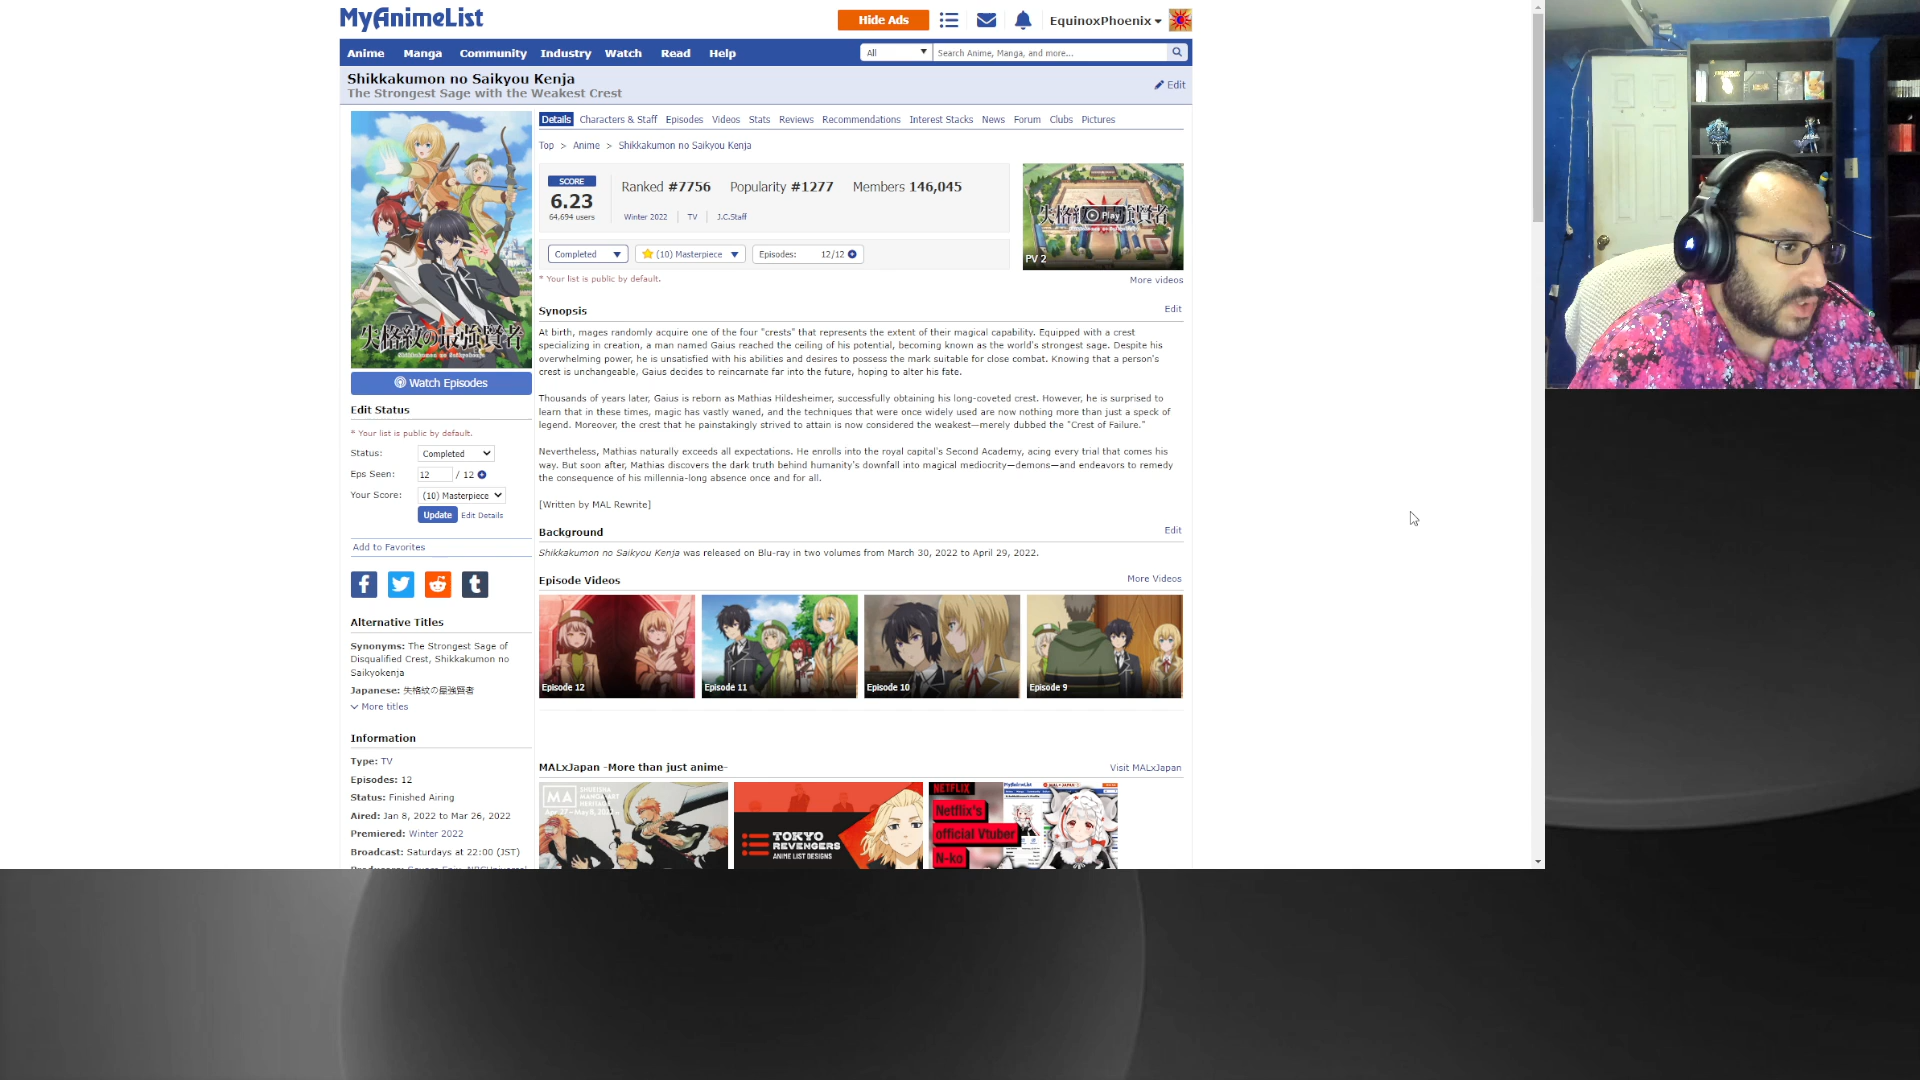 MyAnimeList
Hide Ads
EquinoxPhoenix
Anime Manga Community Industry Watch Read Help
All
Search Anime, Manga, and more...
Shikkakumon no Saikyou Kenja
The Strongest Sage with the Weakest Crest
Edit
Details Characters & Staff Episodes Videos Stats Reviews Recommendations Interest Stacks News Forum Clubs Pictures
Top > Anime > Shikkakumon no Saikyou Kenja
SCORE
6.23
64,694 users
Ranked #7756 Popularity #1277 Members 146,045
Winter 2022 TV J.C.Staff
Completed
(10) Masterpiece
Episodes: 12/12
* Your list is public by default.
Play
PV 2
More videos
失格紋の最強賢者
Watch Episodes
Edit Status
* Your list is public by default.
Status: Completed
Eps Seen: 12 / 12
Your Score: (10) Masterpiece
Update Edit Details
Add to Favorites
Alternative Titles
Synonyms: The Strongest Sage of
Disqualified Crest, Shikkakumon no
Saikyokenja
Japanese: 失格紋の最強賢者
More titles
Information
Type: TV
Episodes: 12
Status: Finished Airing
Aired: Jan 8, 2022 to Mar 26, 2022
Premiered: Winter 2022
Broadcast: Saturdays at 22:00 (JST)
Synopsis
Edit
At birth, mages randomly acquire one of the four "crests" that represents the extent of their magical capability. Equipped with a crest
specializing in creation, a man named Gaius reached the ceiling of his potential, becoming known as the world's strongest sage. Despite his
overwhelming power, he is unsatisfied with his abilities and desires to possess the mark suitable for close combat. Knowing that a person's
crest is unchangeable, Gaius decides to reincarnate far into the future, hoping to alter his fate.
Thousands of years later, Gaius is reborn as Mathias Hildesheimer, successfully obtaining his long-coveted crest. However, he is surprised to
learn that in these times, magic has vastly waned, and the techniques that were once widely used are now nothing more than just a speck of
legend. Moreover, the crest that he painstakingly strived to attain is now considered the weakest—merely dubbed the "Crest of Failure."
Nevertheless, Mathias naturally exceeds all expectations. He enrolls into the royal capital's Second Academy, acing every trial that comes his
way. But soon after, Mathias discovers the dark truth behind humanity's downfall into magical mediocrity—demons—and endeavors to remedy
the consequence of his millennia-long absence once and for all.
[Written by MAL Rewrite]
Background
Edit
Shikkakumon no Saikyou Kenja was released on Blu-ray in two volumes from March 30, 2022 to April 29, 2022.
Episode Videos
More Videos
Episode 12
Episode 11
Episode 10
Episode 9
MALxJapan -More than just anime-
Visit MALxJapan
MA
SHUEISHA
MANGA-ART
HERITAGE
TOKYO
REVENGERS
ANIME LIST DESIGNS
NETFLIX
Netflix's
official Vtuber
N-ko